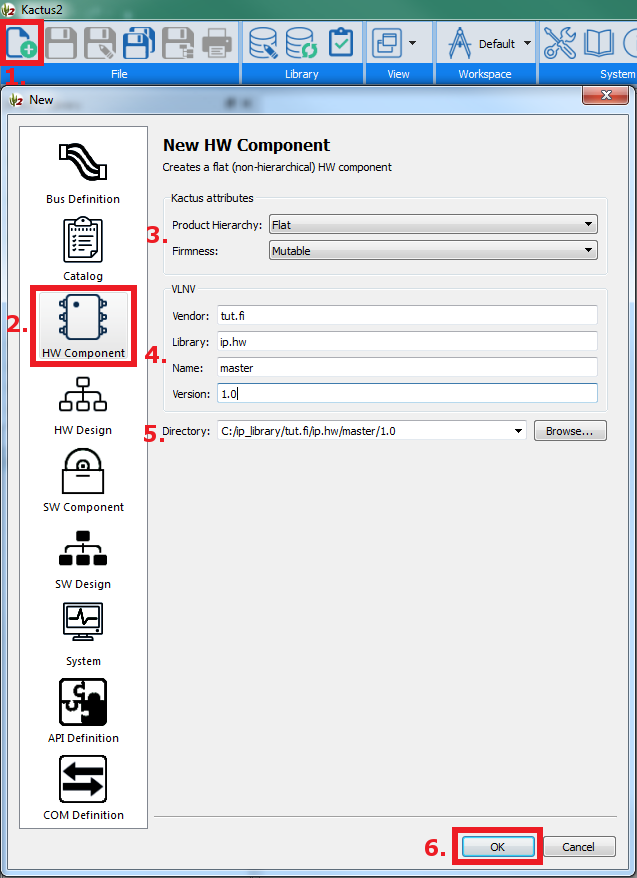 Kactus2
Default
1.
File
Library
View
Workspace
System
New
Bus Definition
Catalog
2.
HW Component
HW Design
SW Component
SW Design
System
API Definition
COM Definition
New HW Component
Creates a flat (non-hierarchical) HW component
Kactus attributes
3.
Product Hierarchy: Flat
Firmness: Mutable
VLNV
Vendor: tut.fi
Library: ip.hw
4.
Name: master
Version: 1.0
5.
Directory: C:/ip_library/tut.fi/ip.hw/master/1.0 Browse...
6.
OK Cancel